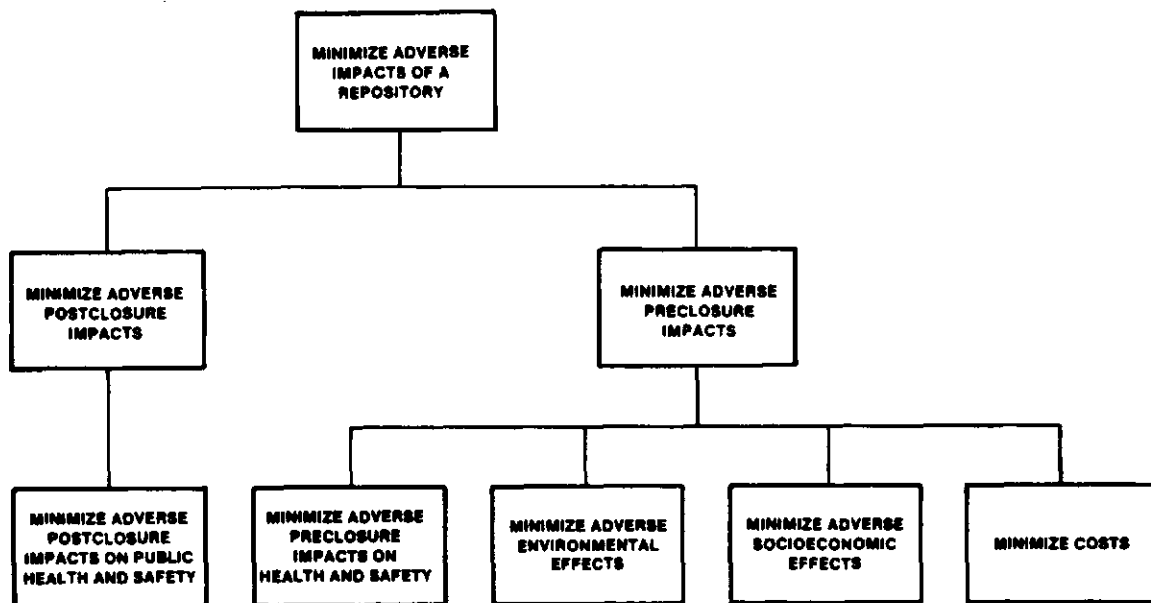 MINIMIZE ADVERSE
IMPACTS OF A
REPOSITORY
MINIMIZE ADVERSE
POSTCLOSURE
IMPACTS
MINIMIZE ADVERSE
PRECLOSURE
IMPACTS
MINIMIZE ADVERSE
POSTCLOSURE
IMPACTS ON PUBLIC
HEALTH AND SAFETY
MINIMIZE ADVERSE
PRECLOSURE
IMPACTS ON
HEALTH AND SAFETY
MINIMIZE ADVERSE
ENVIRONMENTAL
EFFECTS
MINIMIZE ADVERSE
SOCIOECONOMIC
EFFECTS
MINIMIZE COSTS